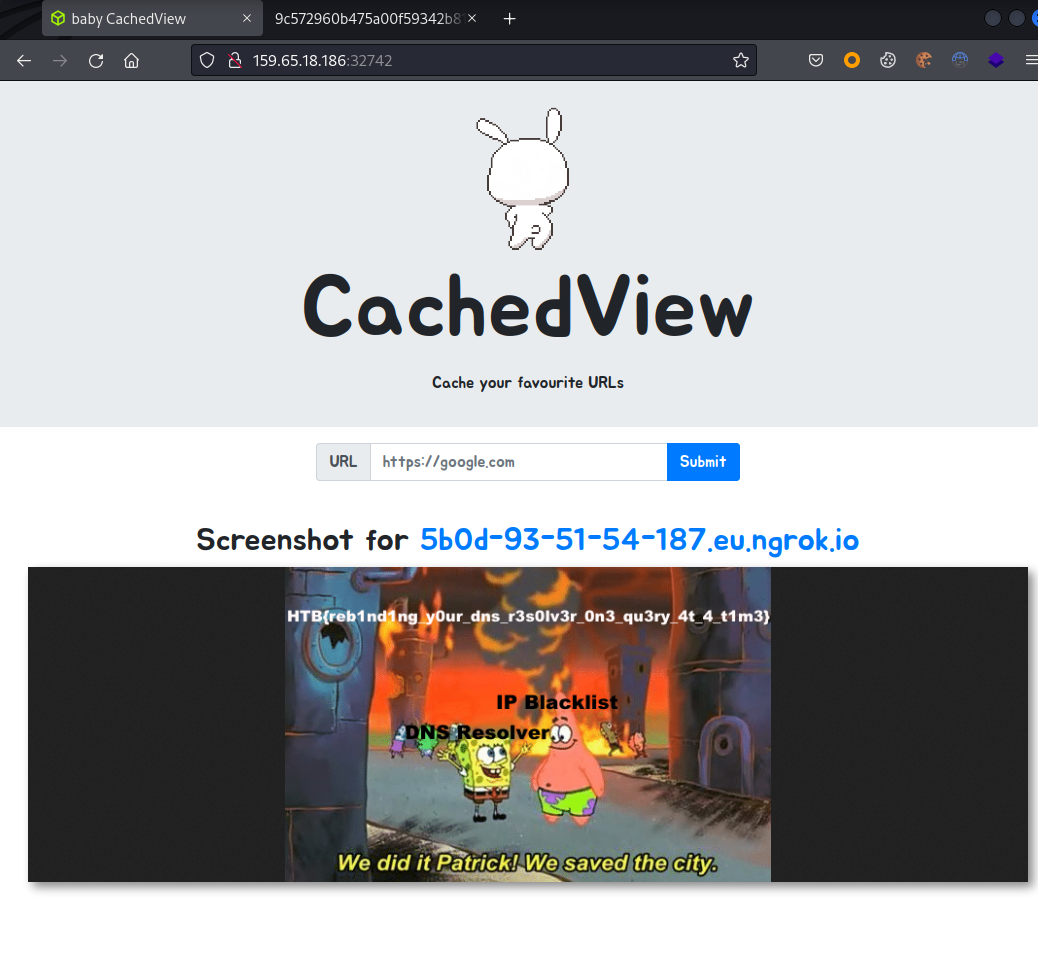 baby CachedView
9c572960b475a00f59342b8
159.65.18.186:32742
CachedView
Cache your favourite URLs
URL https://google.com Submit
Screenshot for 5b0d-93-51-54-187.eu.ngrok.io
HTB{reb1nd1ng_y0ur_dns_r3s0lv3r_0n3_qu3ry_4t_4_t1m3}
IP Blacklist
DNS Resolver
We did it Patrick! We saved the city.